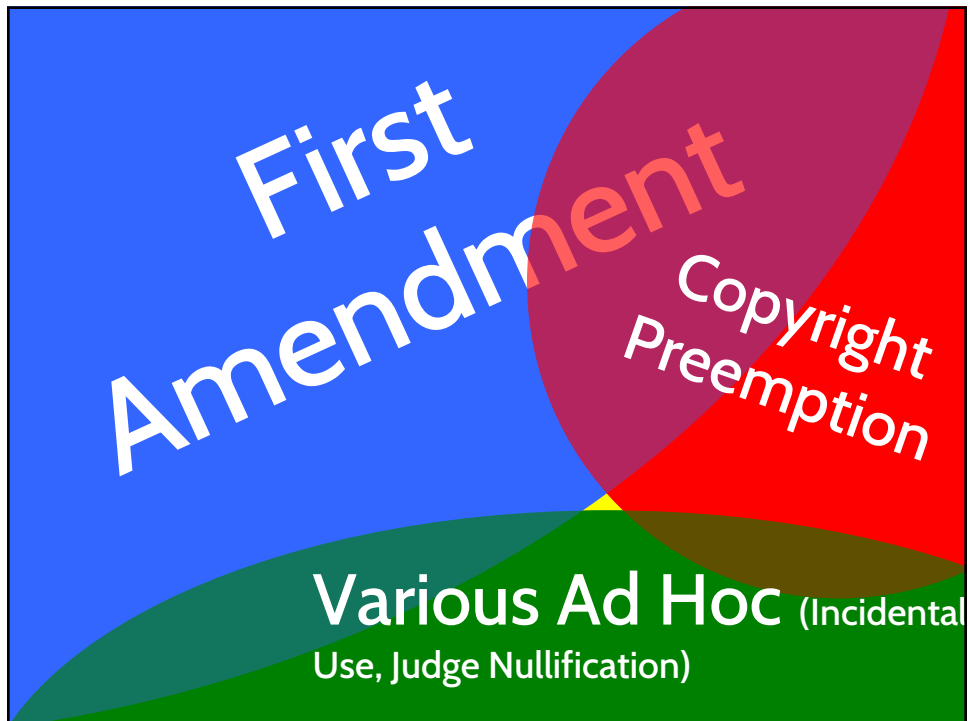 First
Amendment
Copyright
Preemption
Various Ad Hoc (Incidental
Use, Judge Nullification)